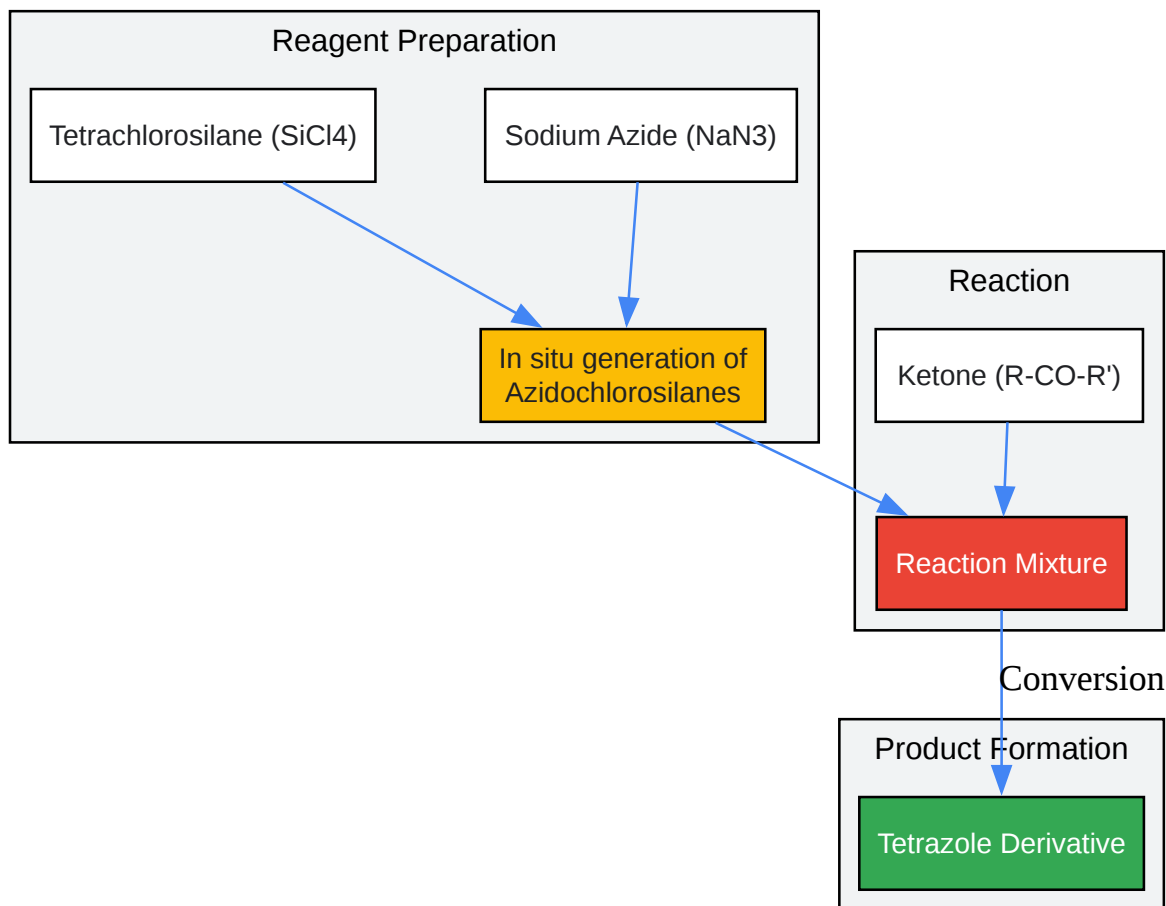 Reagent Preparation
Tetrachlorosilane (SiCl4)
Sodium Azide (NaN3)
In situ generation of
Azidochlorosilanes
Reaction
Ketone (R-CO-R')
Reaction Mixture
Conversion
Product Formation
Tetrazole Derivative